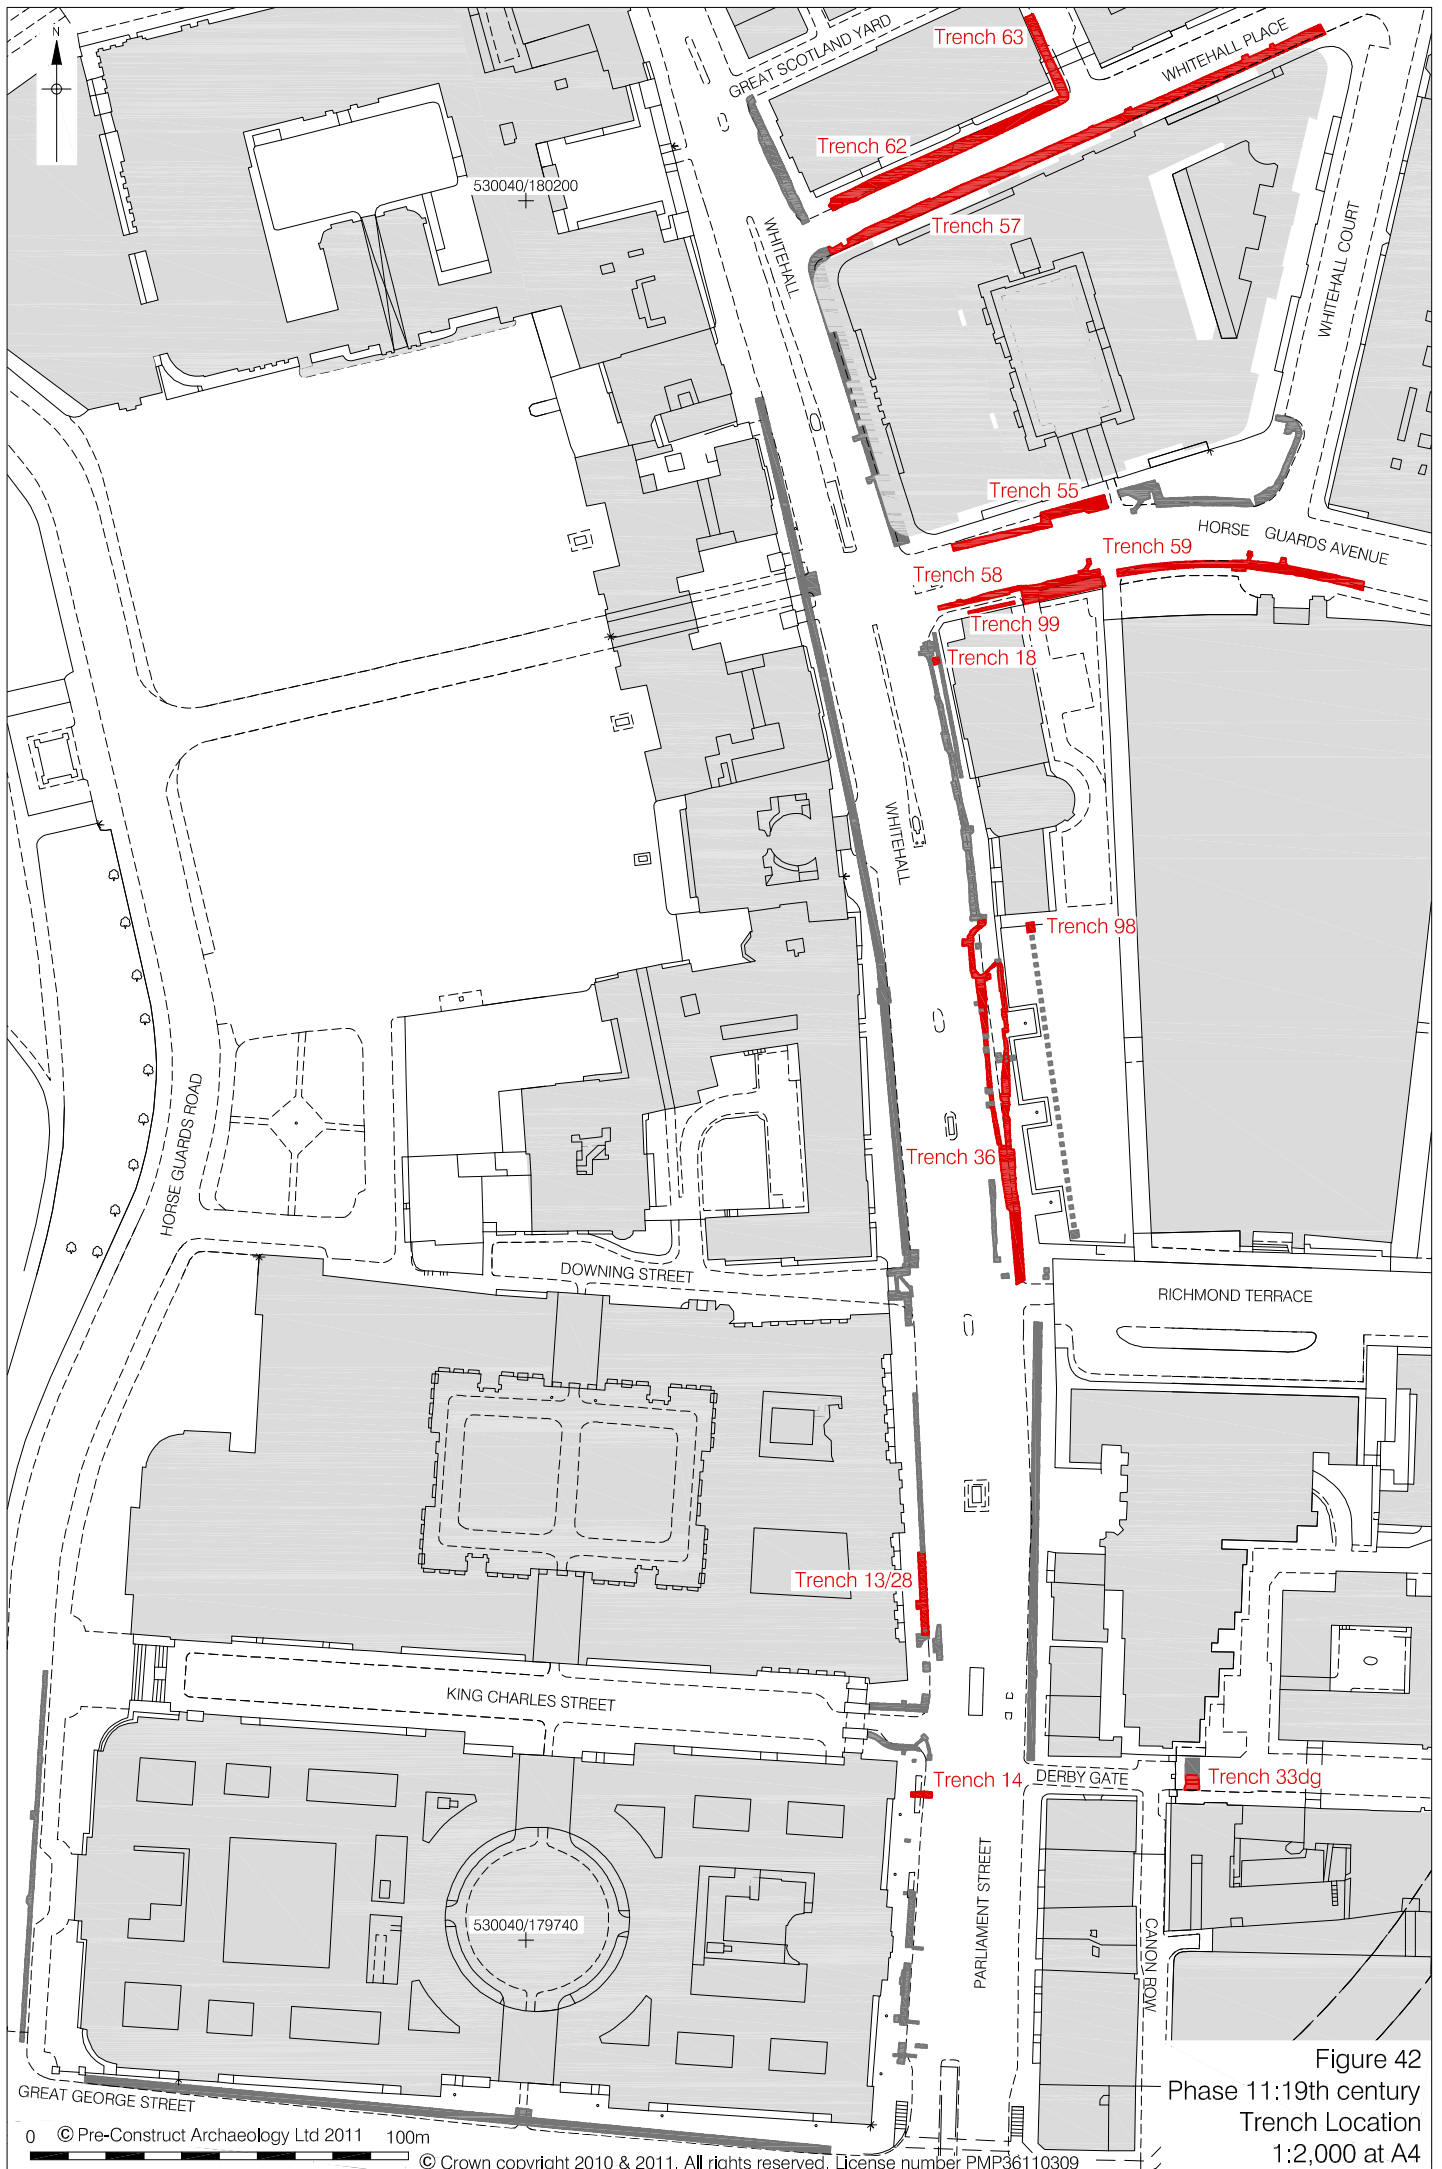 N
Trench 63
GREAT SCOTLAND YARD
WHITEHALL PLACE
Trench 62
530040/180200
Trench 57
WHITEHALL
WHITEHALL COURT
Trench 55
HORSE GUARDS AVENUE
Trench 59
Trench 58
Trench 99
Trench 18
WHITEHALL
Trench 98
HORSE GUARDS ROAD
Trench 36
DOWNING STREET
RICHMOND TERRACE
Trench 13/28
KING CHARLES STREET
Trench 14
DERBY GATE
Trench 33dg
PARLIAMENT STREET
CANON ROW
530040/179740
GREAT GEORGE STREET
Figure 42
Phase 11:19th century
Trench Location
1:2,000 at A4
0 © Pre-Construct Archaeology Ltd 2011 100m
© Crown copyright 2010 & 2011. All rights reserved. License number PMP36110309